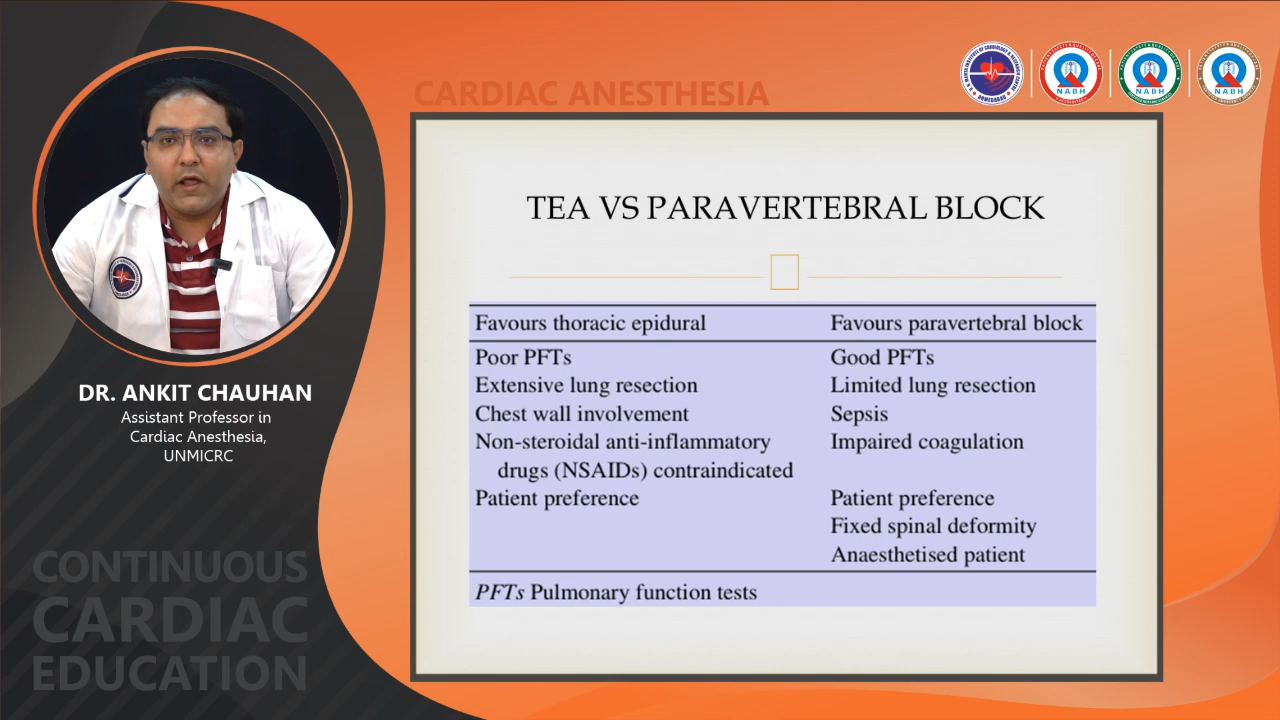 CARDIAC ANESTHESIA
NABH
NABH
NABH
TEA VS PARAVERTEBRAL BLOCK
Favours thoracic epidural Favours paravertebral block
Poor PFTs Good PFTs
Extensive lung resection Limited lung resection
Chest wall involvement Sepsis
Non-steroidal anti-inflammatory Impaired coagulation
drugs (NSAIDs) contraindicated
Patient preference Patient preference
Fixed spinal deformity
Anaesthetised patient
PFTs Pulmonary function tests
DR. ANKIT CHAUHAN
Assistant Professor in
Cardiac Anesthesia,
UNMICRC
CONTINUOUS
CARDIAC
EDUCATION